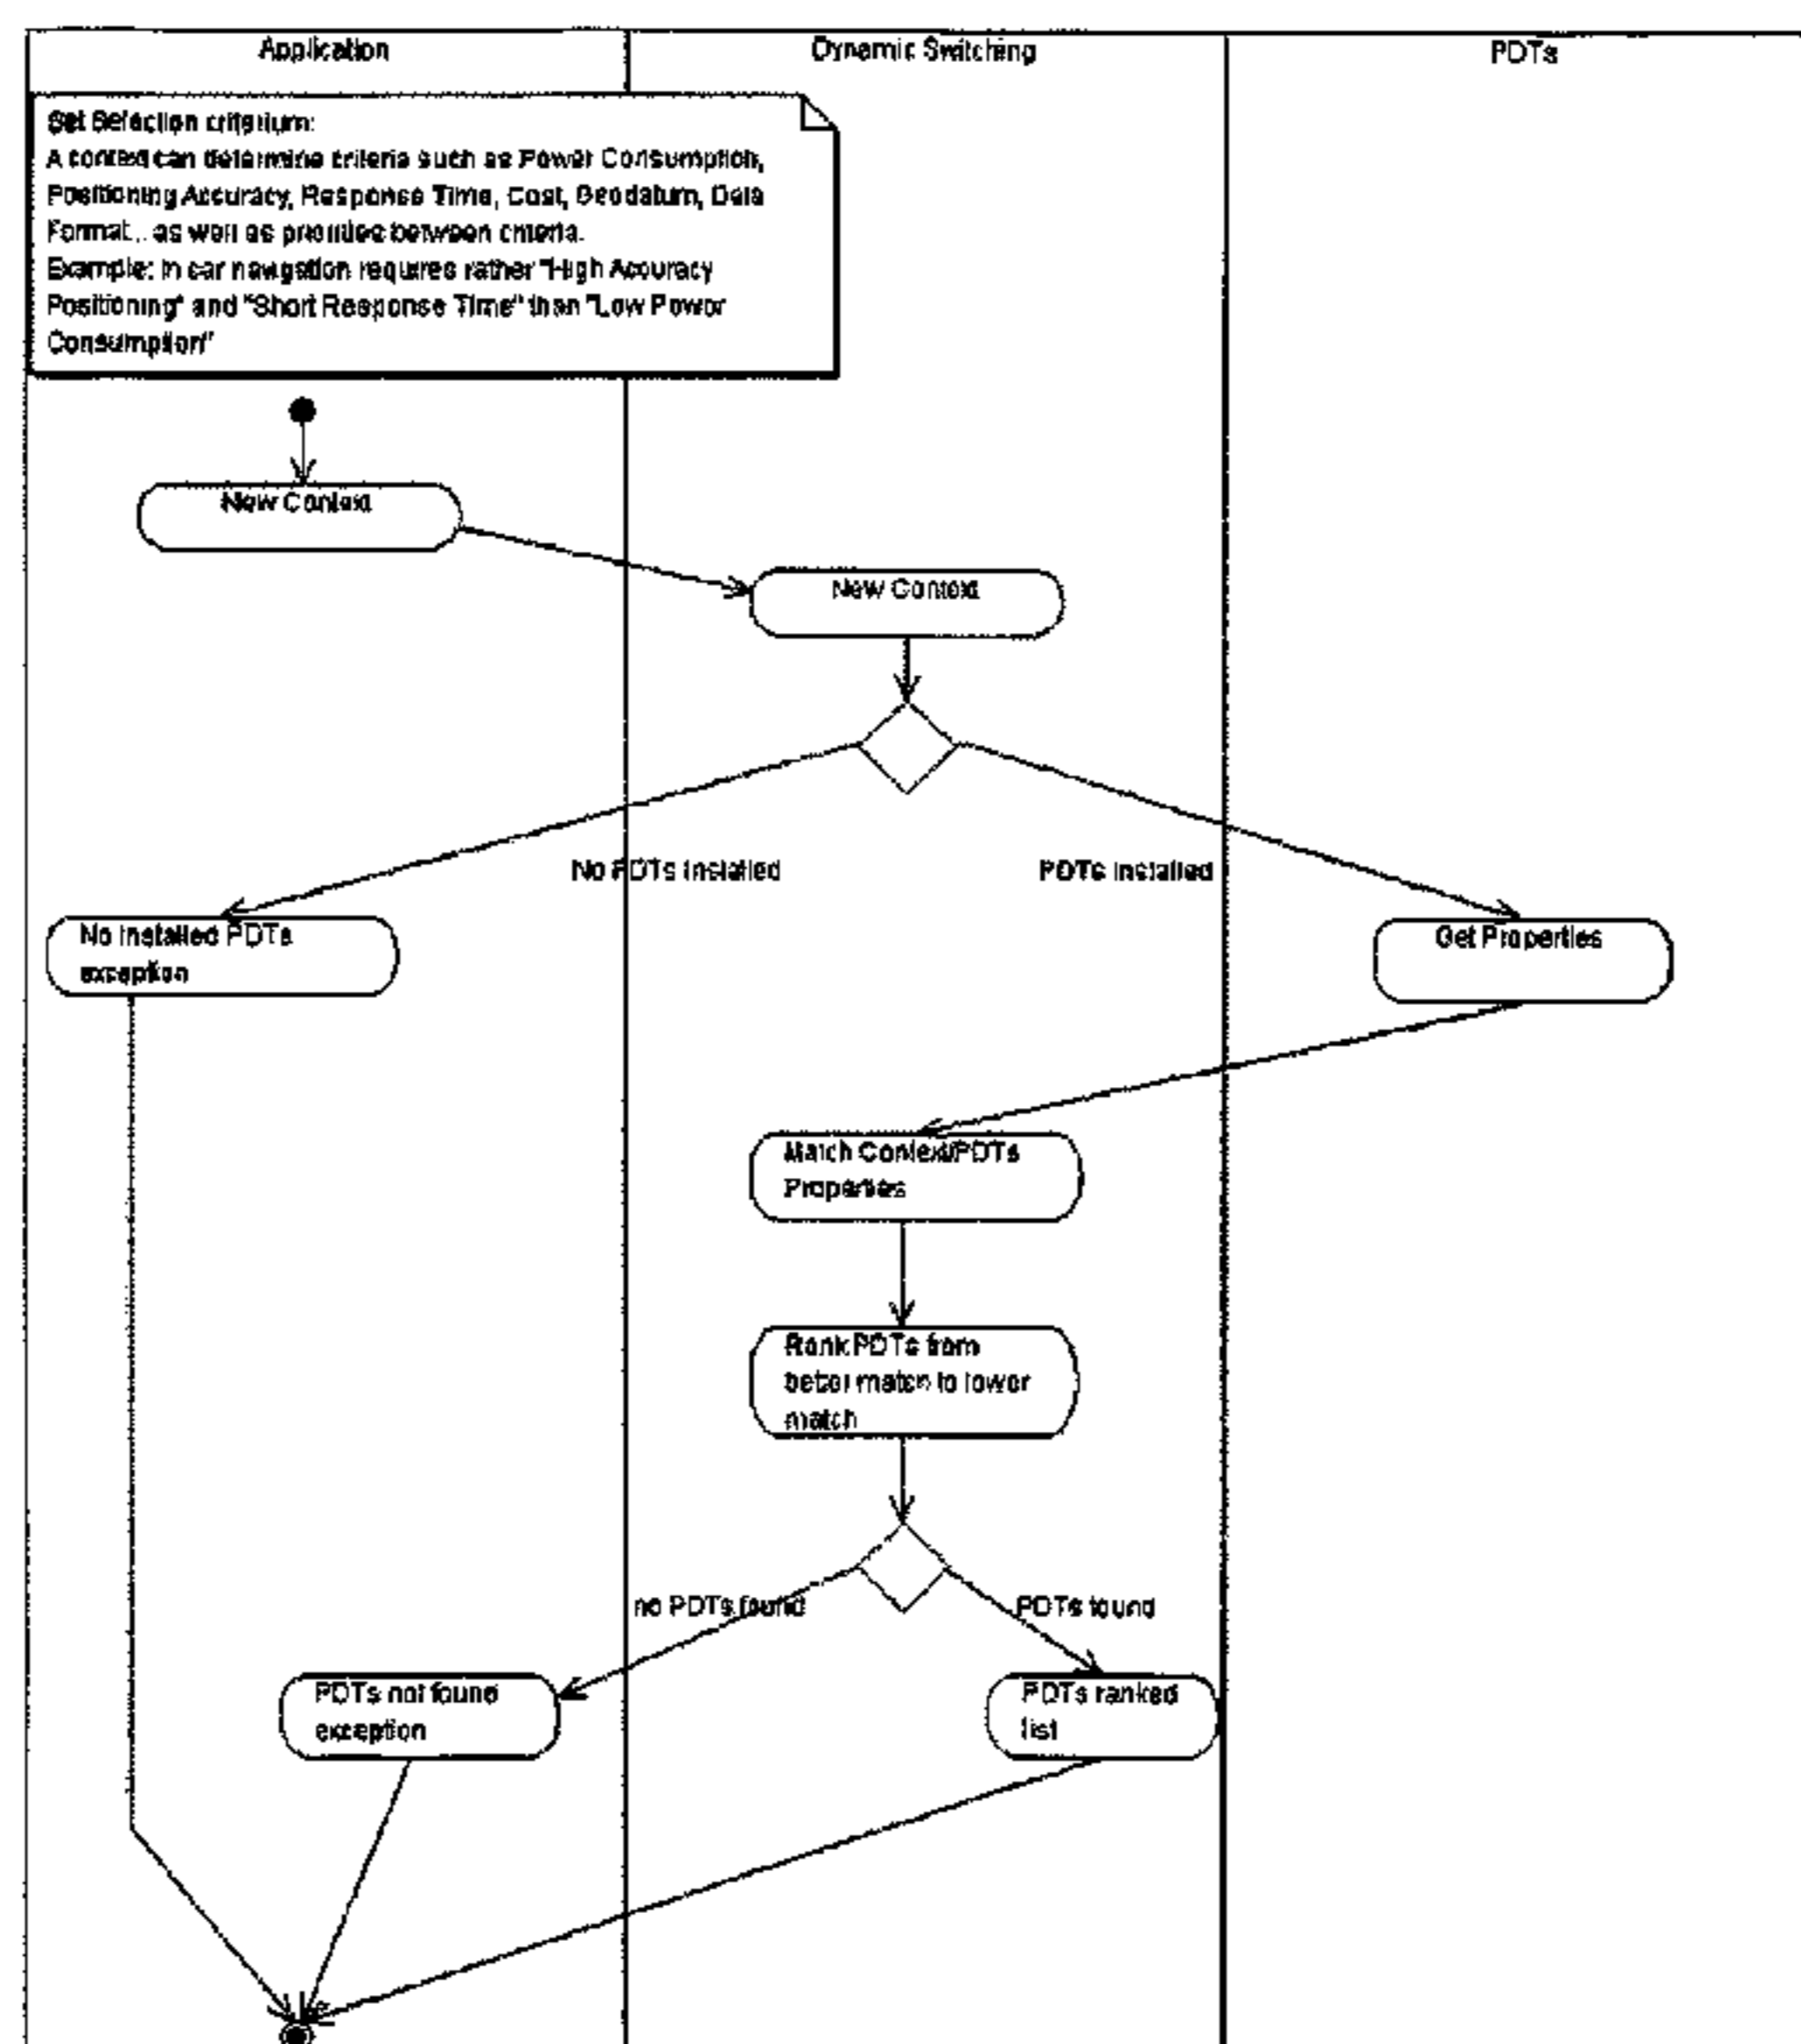 Application
Dynamic Switching
PDTs
Set Selection criterium:
A context can determine criteria such as Power Consumption,
Positioning Accuracy, Response Time, Cost, Geodatum, Data
Format... as well as priorities between criteria.
Example: in car navigation requires rather "High Accuracy
Positioning" and "Short Response Time" than "Low Power
Consumption"
New Context
New Context
No PDTs installed
PDTs installed
No installed PDTs
exception
Get Properties
Match Context/PDTs
Properties
Rank PDTs from
better match to lower
match
no PDTs found
PDTs found
PDTs not found
exception
PDTs ranked
list